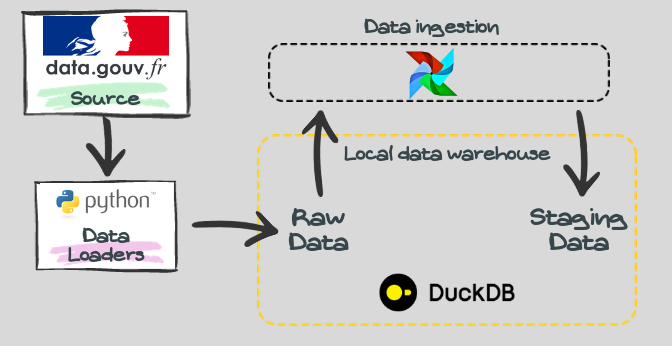 data.gouv.fr
Source
python™
Data
Loaders
Data ingestion
Local data warehouse
Raw
Data
Staging
Data
DuckDB